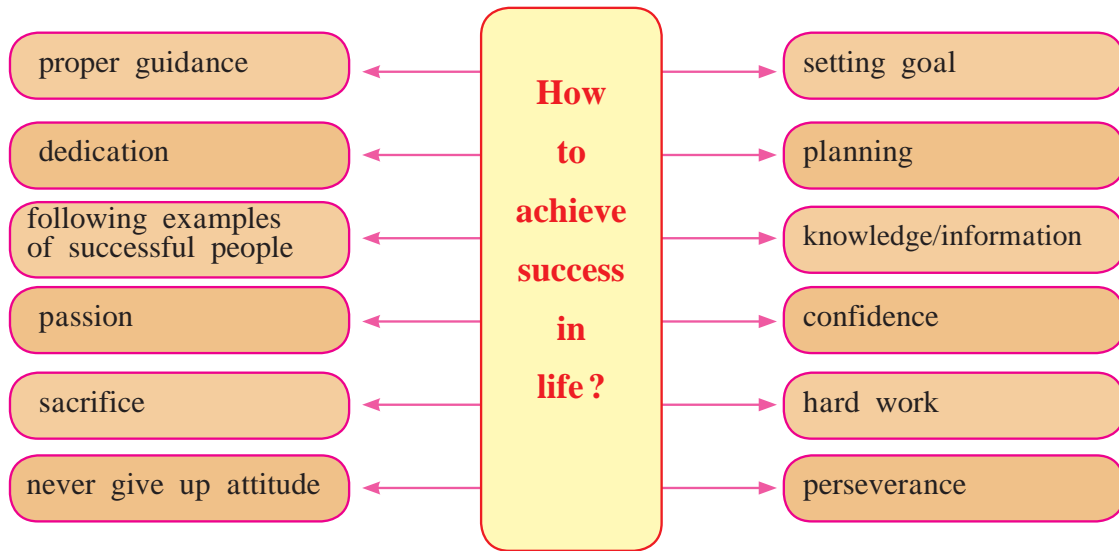 How
to
achieve
success
in
life?
proper guidance
dedication
following examples
of successful people
passion
sacrifice
never give up attitude
setting goal
planning
knowledge/information
confidence
hard work
perseverance